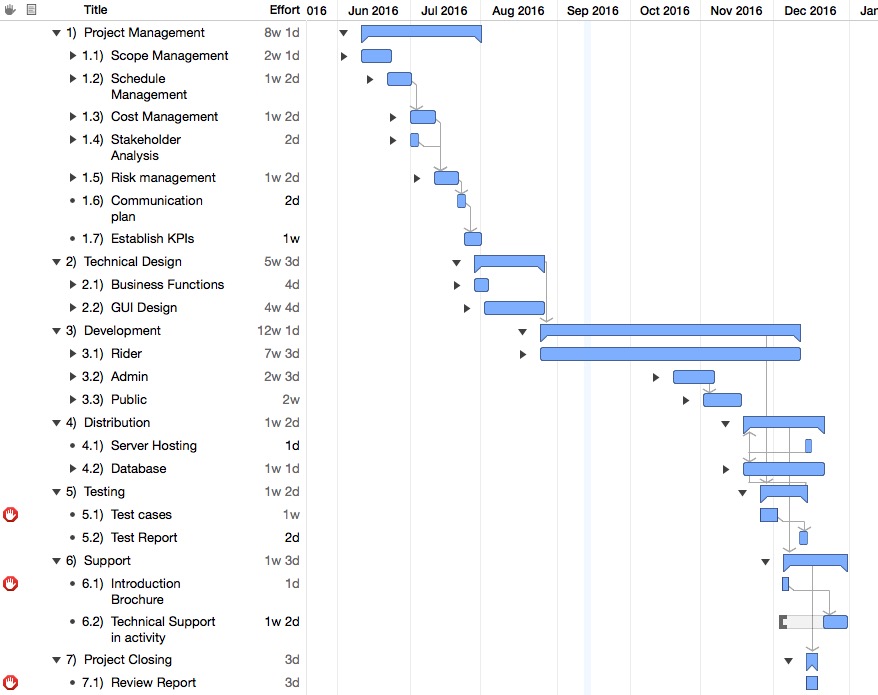 Title Effort 016 Jun 2016 Jul 2016 Aug 2016 Sep 2016 Oct 2016 Nov 2016 Dec 2016 Jan
1) Project Management 8w 1d
1.1) Scope Management 2w 1d
1.2) Schedule 1w 2d
Management
1.3) Cost Management 1w 2d
1.4) Stakeholder 2d
Analysis
1.5) Risk management 1w 2d
1.6) Communication 2d
plan
1.7) Establish KPIs 1w
2) Technical Design 5w 3d
2.1) Business Functions 4d
2.2) GUI Design 4w 4d
3) Development 12w 1d
3.1) Rider 7w 3d
3.2) Admin 2w 3d
3.3) Public 2w
4) Distribution 1w 2d
4.1) Server Hosting 1d
4.2) Database 1w 1d
5) Testing 1w 2d
5.1) Test cases 1w
5.2) Test Report 2d
6) Support 1w 3d
6.1) Introduction 1d
Brochure
6.2) Technical Support 1w 2d
in activity
7) Project Closing 3d
7.1) Review Report 3d